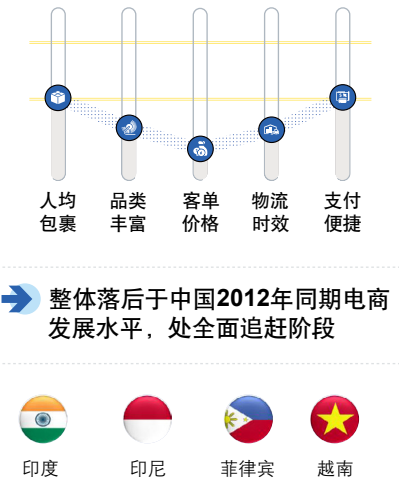 人均 品类 客单 物流 支付
包裹 丰富 价格 时效 便捷
整体落后于中国2012年同期电商
发展水平，处全面追赶阶段
印度 印尼 菲律宾 越南